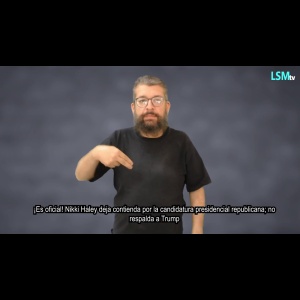 LSMtv
¡Es oficial! Nikki Haley deja contienda por la candidatura presidencial republicana; no
respalda a Trump